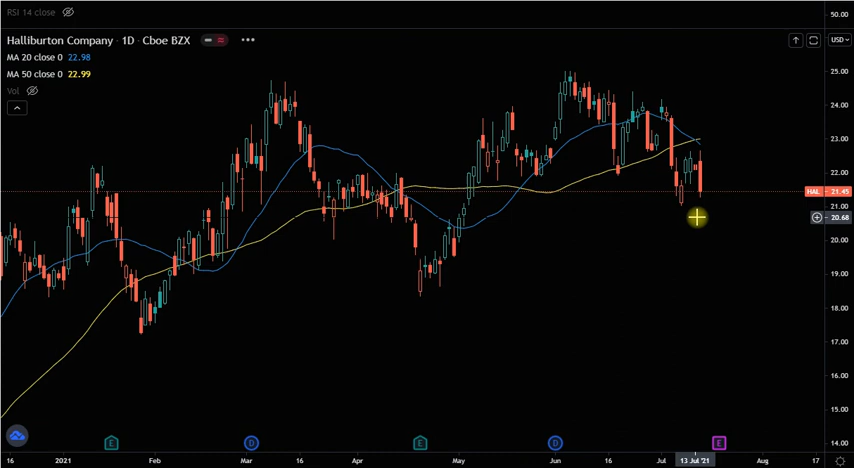 RSI 14 close
Halliburton Company · 1D · Cboe BZX
MA 20 close 0 22.98
MA 50 close 0 22.99
Vol
USD
50.00
25.00
24.00
23.00
22.00
HAL 21.45
21.00
20.68
20.00
19.00
18.00
17.00
16.00
15.00
14.00
E D E D E
16 2021 Feb Mar 16 Apr May Jun 16 Jul 13 Jul '21 Aug 17